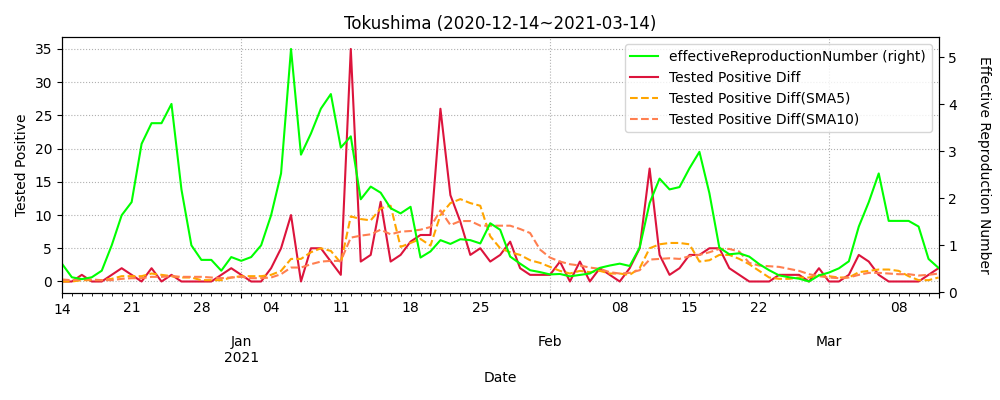 Tokushima (2020-12-14~2021-03-14)
effectiveReproductionNumber (right)
Tested Positive Diff
Tested Positive Diff(SMA5)
Tested Positive Diff(SMA10)
Tested Positive
35
30
25
20
15
10
5
0
Effective Reproduction Number
5
4
3
2
1
0
14 21 28 04 11 18 25 08 15 22 08
Jan Feb Mar
2021
Date